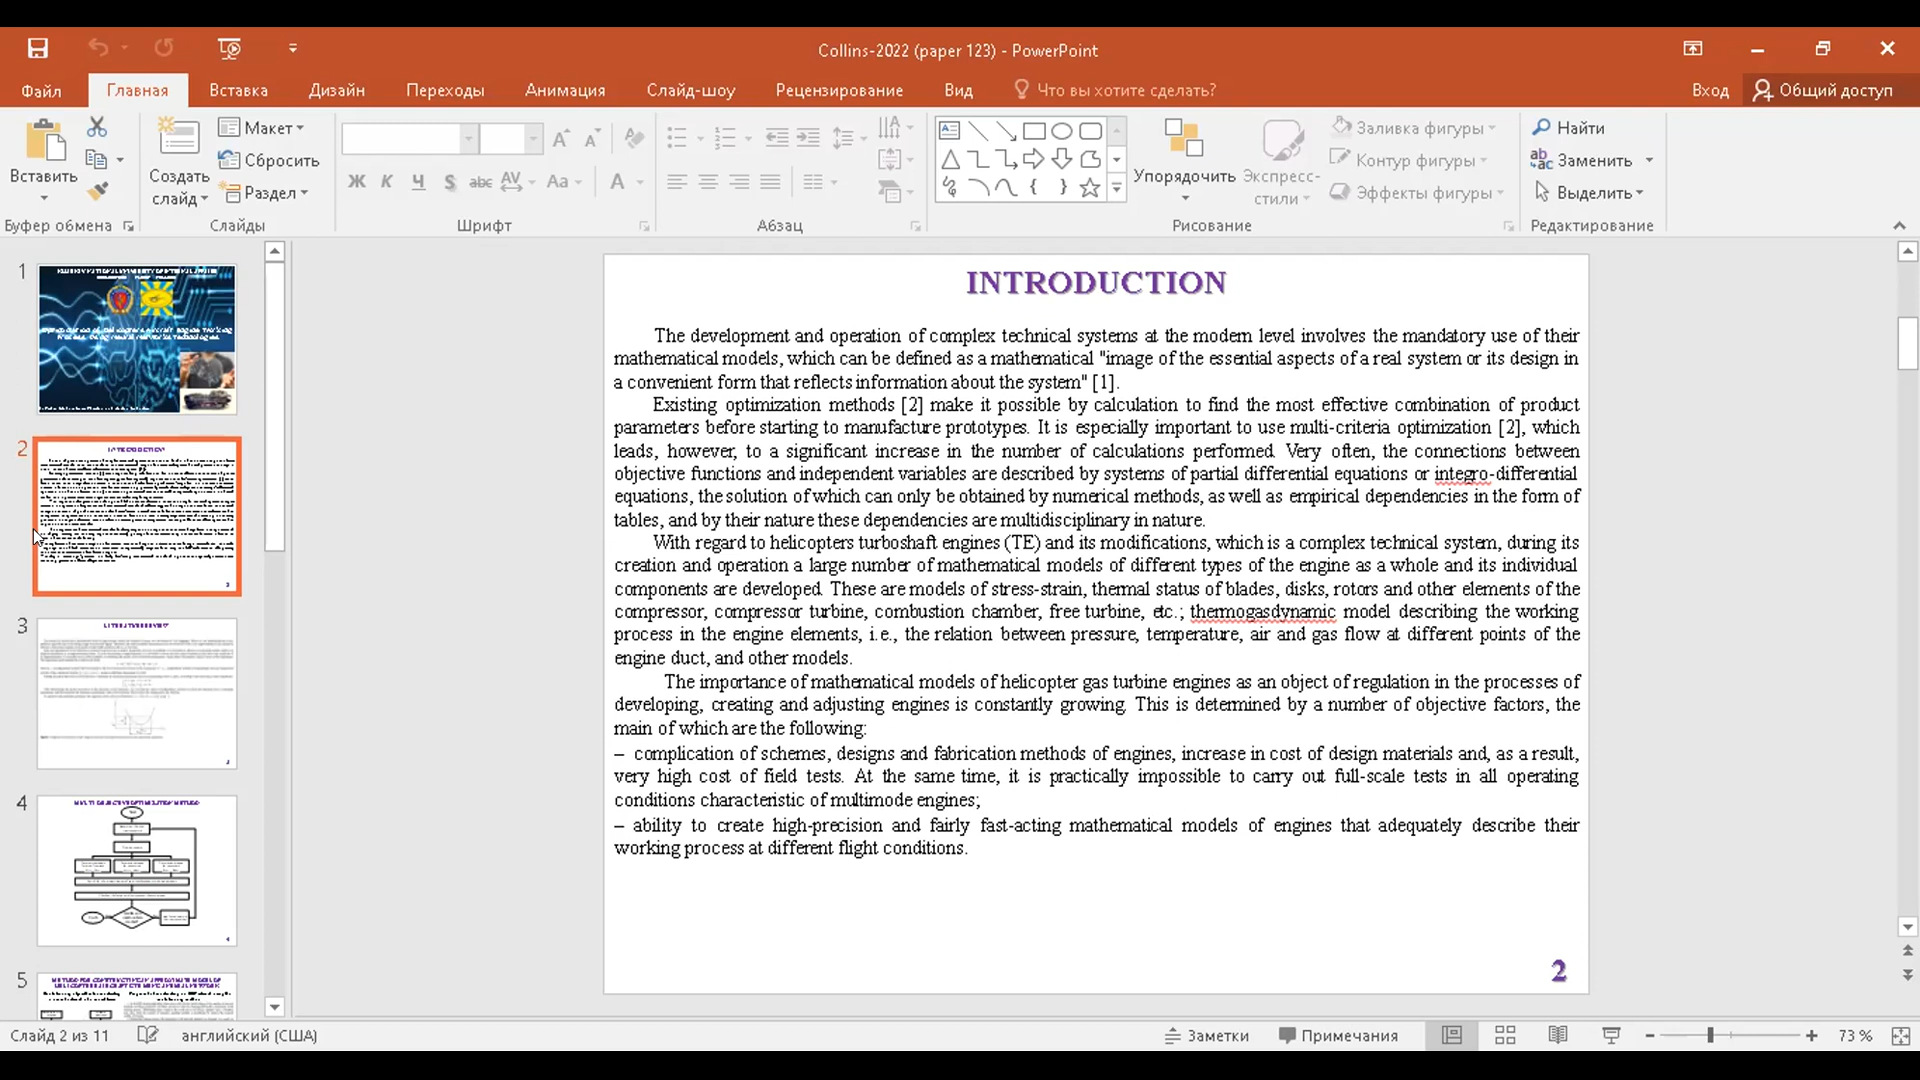 Collins-2022 (paper 123) - PowerPoint
Файл Главная Вставка Дизайн Переходы Анимация Слайд-шоу Рецензирование Вид Что вы хотите сделать? Вход Общий доступ
Вставить
Буфер обмена
Создать слайд
Макет
Сбросить
Раздел
Слайды
Ж К Ч S abc AV Aa A
Шрифт
Абзац
Упорядочить
Экспресс-стили
Заливка фигуры
Контур фигуры
Эффекты фигуры
Рисование
Найти
Заменить
Выделить
Редактирование
1
2
3
LITERATURE REVIEW
4
5
INTRODUCTION
The development and operation of complex technical systems at the modern level involves the mandatory use of their
mathematical models, which can be defined as a mathematical "image of the essential aspects of a real system or its design in
a convenient form that reflects information about the system" [1].
Existing optimization methods [2] make it possible by calculation to find the most effective combination of product
parameters before starting to manufacture prototypes. It is especially important to use multi-criteria optimization [2], which
leads, however, to a significant increase in the number of calculations performed. Very often, the connections between
objective functions and independent variables are described by systems of partial differential equations or integro-differential
equations, the solution of which can only be obtained by numerical methods, as well as empirical dependencies in the form of
tables, and by their nature these dependencies are multidisciplinary in nature.
With regard to helicopters turboshaft engines (TE) and its modifications, which is a complex technical system, during its
creation and operation a large number of mathematical models of different types of the engine as a whole and its individual
components are developed. These are models of stress-strain, thermal status of blades, disks, rotors and other elements of the
compressor, compressor turbine, combustion chamber, free turbine, etc.; thermogasdynamic model describing the working
process in the engine elements, i.e., the relation between pressure, temperature, air and gas flow at different points of the
engine duct, and other models.
The importance of mathematical models of helicopter gas turbine engines as an object of regulation in the processes of
developing, creating and adjusting engines is constantly growing. This is determined by a number of objective factors, the
main of which are the following:
– complication of schemes, designs and fabrication methods of engines, increase in cost of design materials and, as a result,
very high cost of field tests. At the same time, it is practically impossible to carry out full-scale tests in all operating
conditions characteristic of multimode engines;
– ability to create high-precision and fairly fast-acting mathematical models of engines that adequately describe their
working process at different flight conditions.
2
Слайд 2 из 11 английский (США) Заметки Примечания 73 %